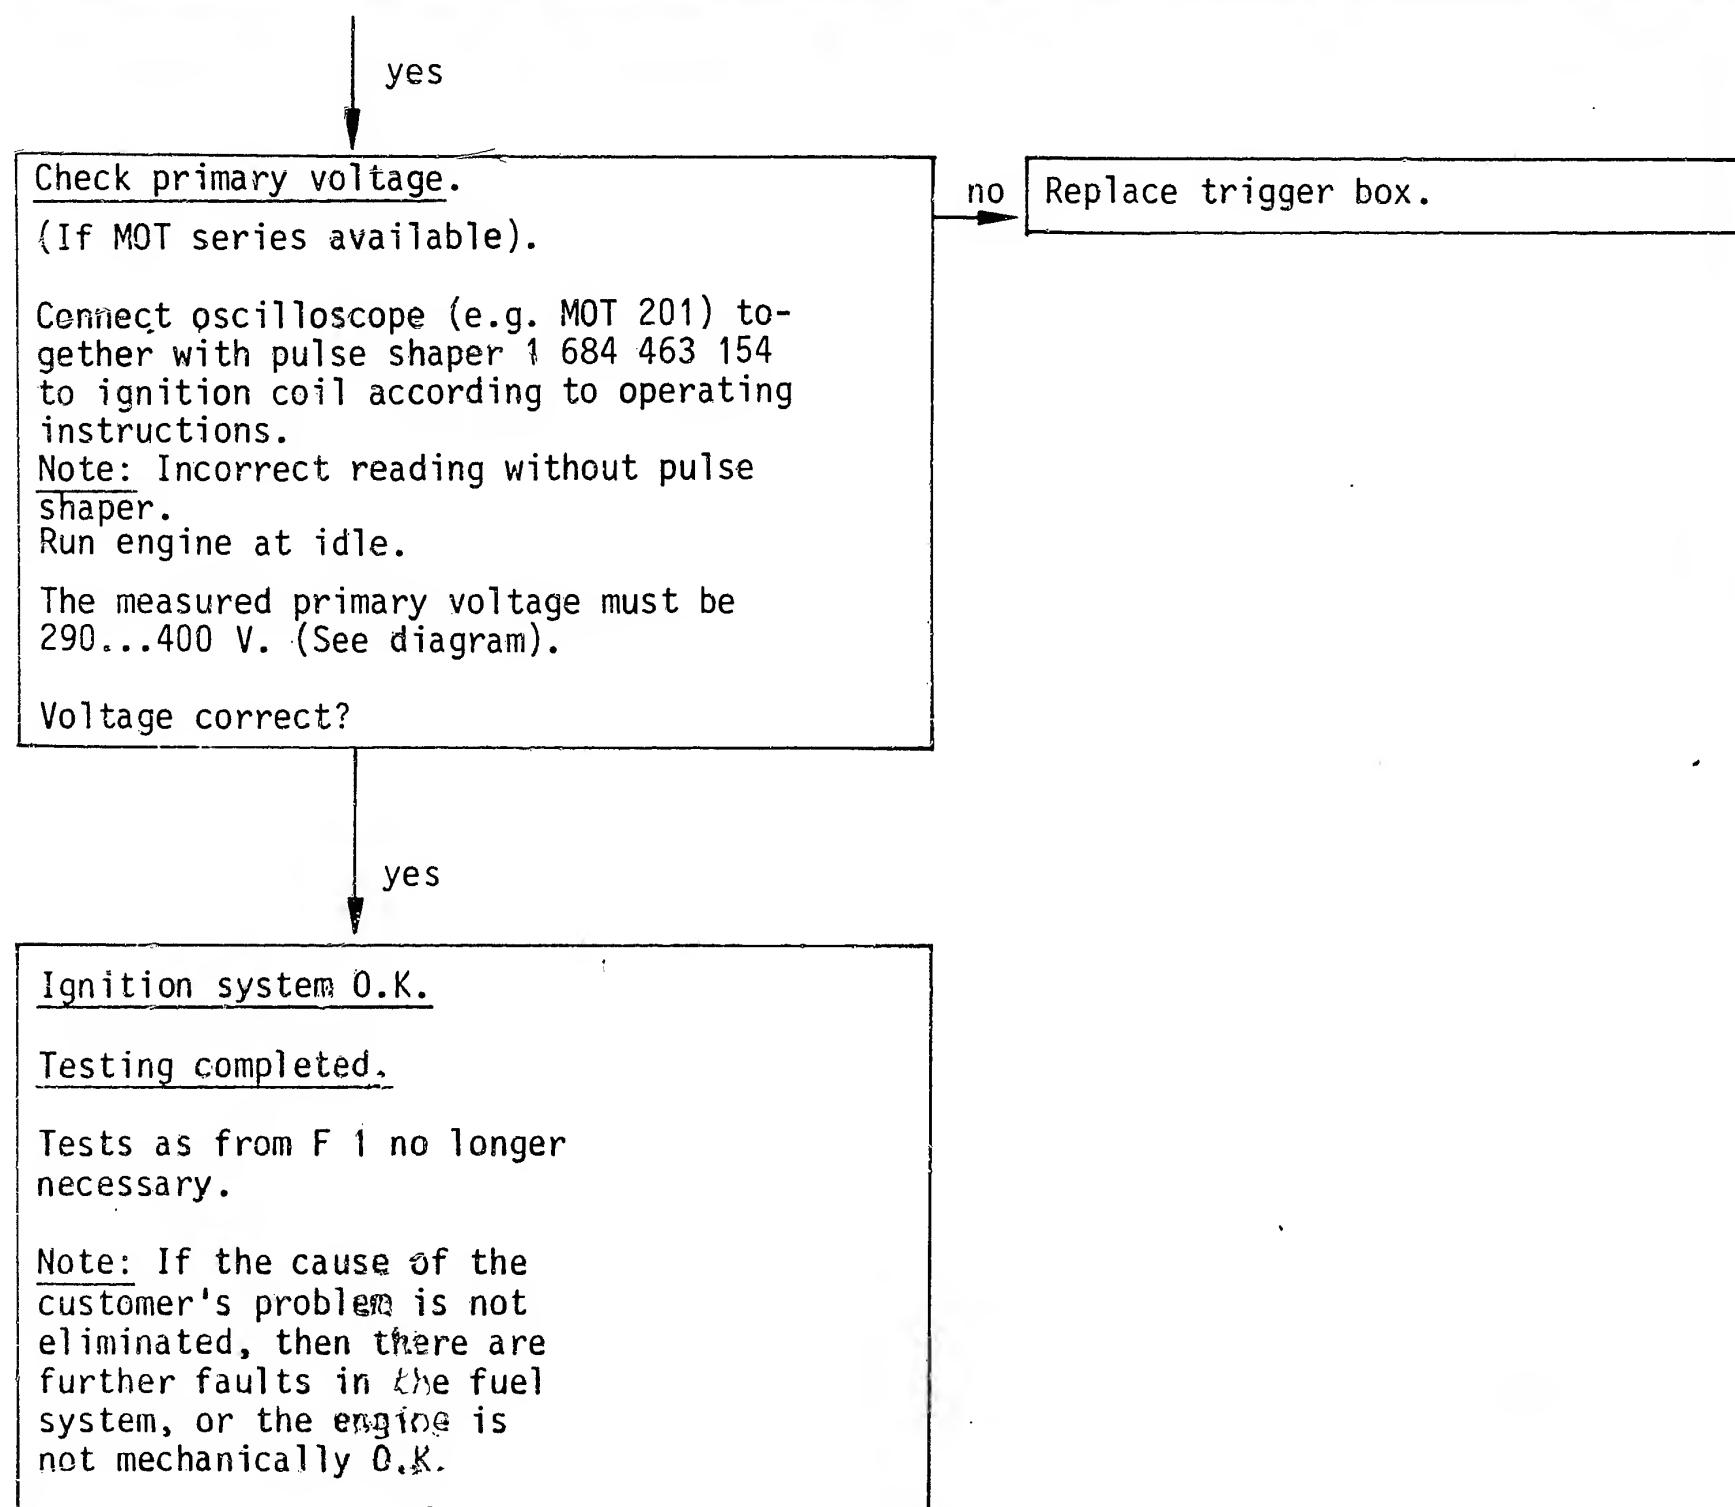 yes
Check primary voltage.
(If MOT series available).
no
Replace trigger box.
Connect oscilloscope (e.g. MOT 201) to-
gether with pulse shaper 1 684 463 154
to ignition coil according to operating
instructions.
Note: Incorrect reading without pulse
shaper.
Run engine at idle.
The measured primary voltage must be
290...400 V. (See diagram).
Voltage correct?
yes
Ignition system O.K.
Testing completed.
Tests as from F 1 no longer
necessary.
Note: If the cause of the
customer's problem is not
eliminated, then there are
further faults in the fuel
system, or the engine is
not mechanically O.K.